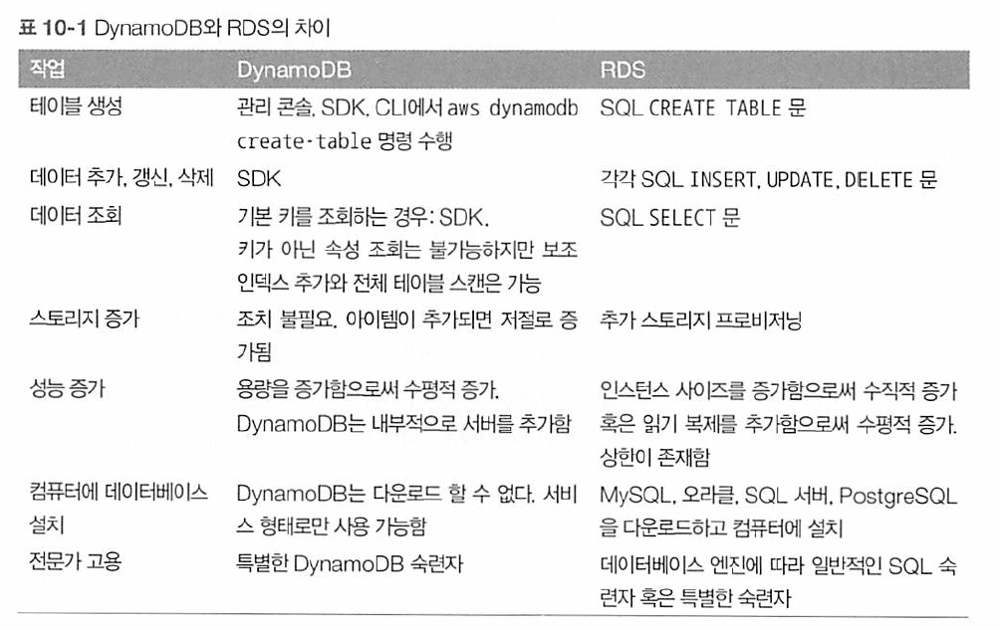 표 10-1 DynamoDB와 RDS의 차이
작업 DynamoDB RDS
테이블 생성 관리 콘솔, SDK, CLI에서 aws dynamodb SQL CREATE TABLE 문
create-table 명령 수행
데이터 추가, 갱신, 삭제 SDK 각각 SQL INSERT, UPDATE, DELETE 문
데이터 조회 기본 키를 조회하는 경우: SDK. SQL SELECT 문
키가 아닌 속성 조회는 불가능하지만 보조
인덱스 추가와 전체 테이블 스캔은 가능
스토리지 증가 조치 불필요. 아이템이 추가되면 저절로 증 추가 스토리지 프로비저닝
가됨
성능 증가 용량을 증가함으로써 수평적 증가. 인스턴스 사이즈를 증가함으로써 수직적 증가
DynamoDB는 내부적으로 서버를 추가함 혹은 읽기 복제를 추가함으로써 수평적 증가.
상한이 존재함
컴퓨터에 데이터베이스 DynamoDB는 다운로드 할 수 없다. 서비 MySQL, 오라클, SQL 서버, PostgreSQL
설치 스 형태로만 사용 가능함 을 다운로드하고 컴퓨터에 설치
전문가 고용 특별한 DynamoDB 숙련자 데이터베이스 엔진에 따라 일반적인 SQL 숙
련자 혹은 특별한 숙련자